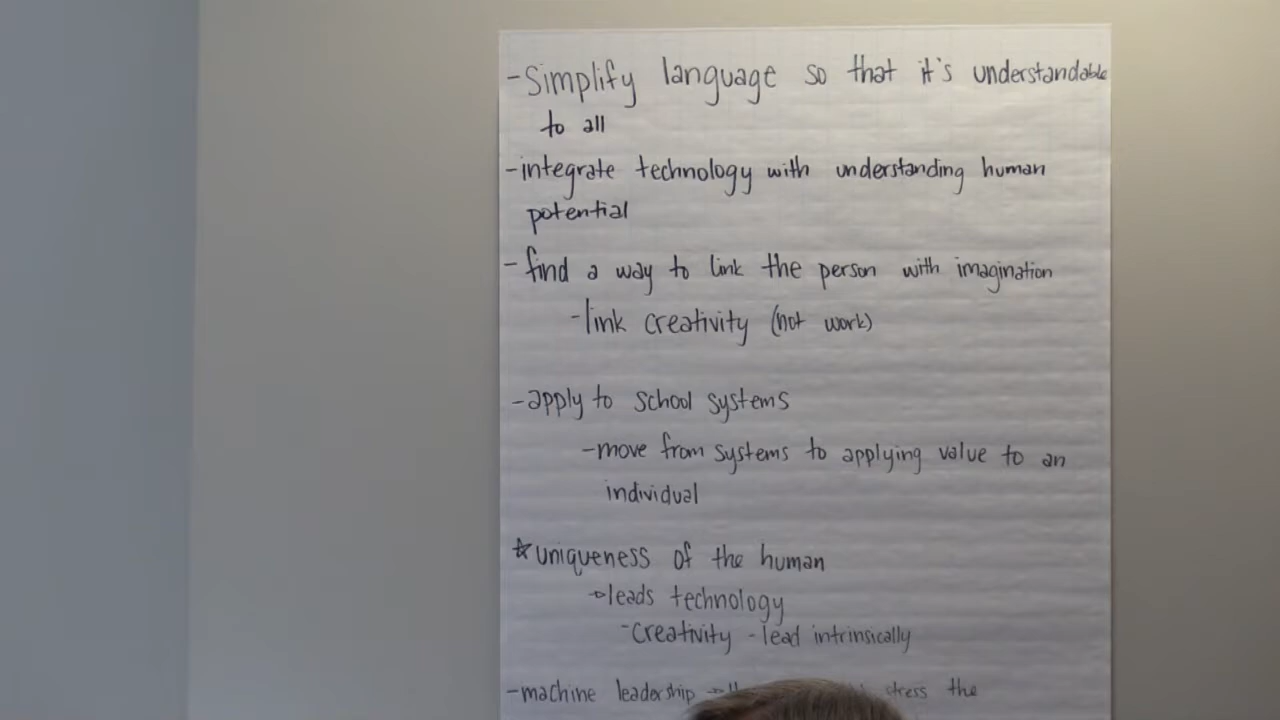 -Simplify language so that it's understandable
to all
-integrate technology with understanding human
potential
-find a way to link the person with imagination
-link creativity (not work)
-apply to school systems
-move from systems to applying value to an
individual
☆uniqueness of the human
→leads technology
-creativity -lead intrinsically
-machine leadership → stress the